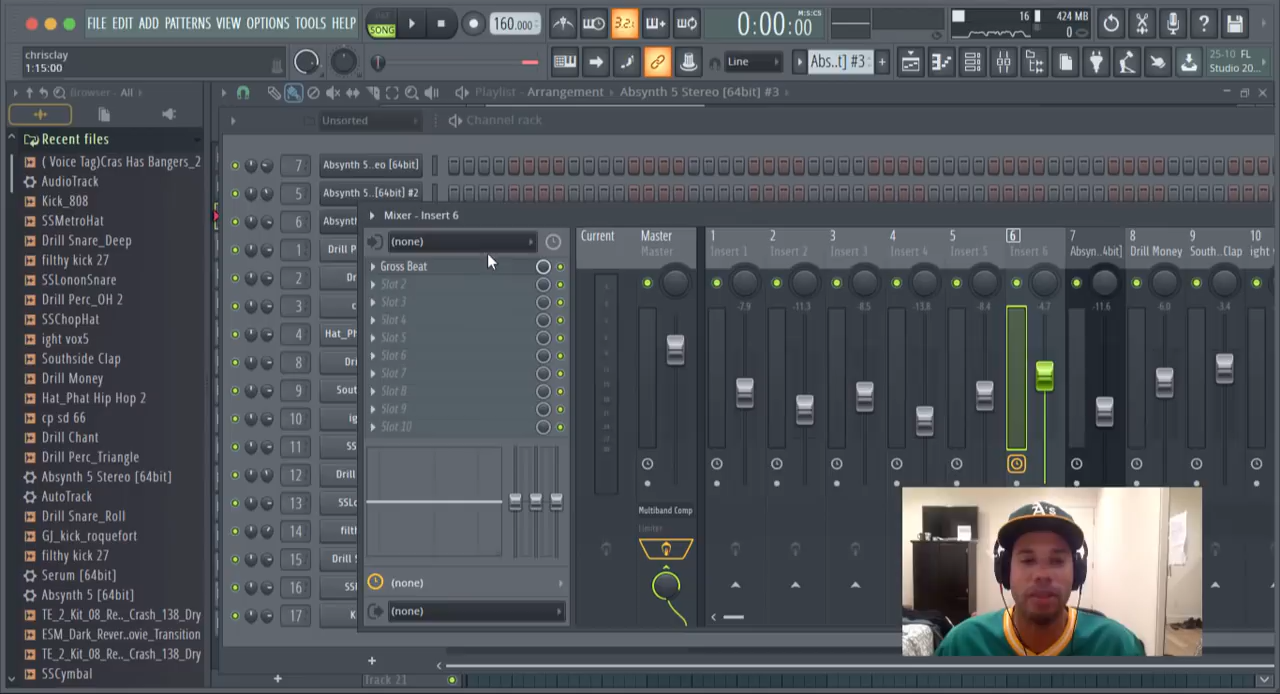 FILE EDIT ADD PATTERNS VIEW OPTIONS TOOLS HELP
SONG
160.000
3.2:
0:00:00
M:S:CS
16
424 MB
0
chrisclay
1:15:00
Line
Abs..t] #3
25-10 FL
Studio 20...
Browser - All
Playlist - Arrangement › Absynth 5 Stereo [64bit] #3 ›
Unsorted
Channel rack
Recent files
( Voice Tag)Cras Has Bangers_2
AudioTrack
Kick_808
SSMetroHat
Drill Snare_Deep
filthy kick 27
SSLononSnare
Drill Perc_OH 2
SSChopHat
ight vox5
Southside Clap
Drill Money
Hat_Phat Hip Hop 2
cp sd 66
Drill Chant
Drill Perc_Triangle
Absynth 5 Stereo [64bit]
AutoTrack
Drill Snare_Roll
GJ_kick_roquefort
filthy kick 27
Serum [64bit]
Absynth 5 [64bit]
TE_2_Kit_08_Re.._Crash_138_Dry
ESM_Dark_Rever..ovie_Transition
TE_2_Kit_08_Re.._Crash_138_Dry
SSCymbal
7 Absynth 5...eo [64bit]
5 Absynth 5...[64bit] #2
6 Absynth
1 Drill P
2 Dr
3 c
4 Hat_Ph
8 Dri
9 Sout
10 ig
11 SS
12 Drill
13 SSLo
14 filt
15 Drill S
16 SSI
17 K
Track 21
Mixer - Insert 6
(none)
Gross Beat
Slot 2
Slot 3
Slot 4
Slot 5
Slot 6
Slot 7
Slot 8
Slot 9
Slot 10
(none)
(none)
Current Master 1 2 3 4 5 6 7 8 9 10
Master Insert 1 Insert 2 Insert 3 Insert 4 Insert 5 Insert 6 Absyn...4bit] Drill Money South...Clap ight v
-7.9 -11.3 -8.5 -13.8 -8.4 -4.7 -11.6 -6.0 -3.4
Multiband Comp
Limiter
A's